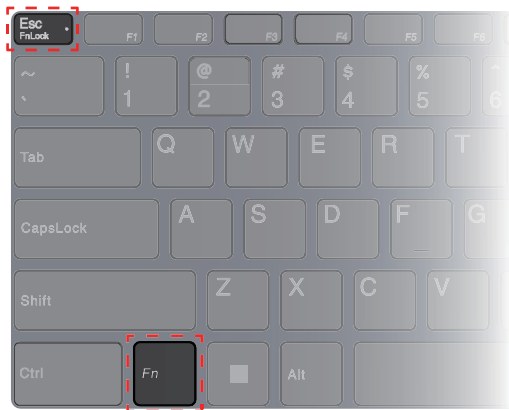 Esc F1 F2 F3 F4 F5 F6
FnLock
~ ! @ # $ % ^
` 1 2 3 4 5 6
Tab Q W E R T
CapsLock A S D F G
Shift Z X C V
Ctrl Fn Alt